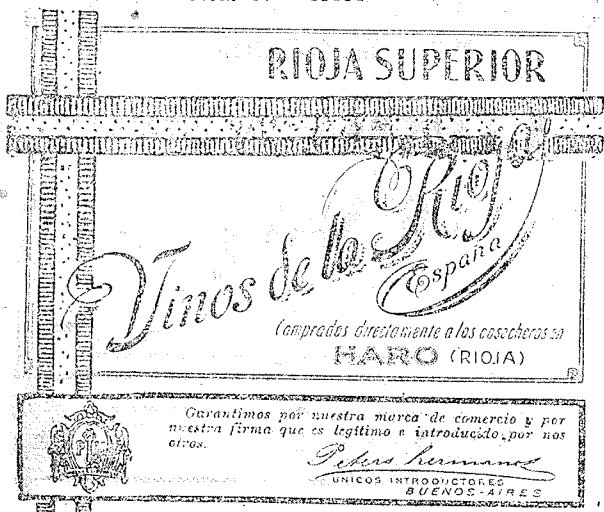 RIOJA SUPERIOR
Vinos de la Rioja
España
Comprados directamente a los cosecheros en
HARO (RIOJA)
Garantimos por nuestra marca de comercio y por
nuestra firma que es legitimo e introducido por nos
otros.
Peters hermanos
UNICOS INTRODUCTORES
BUENOS-AIRES